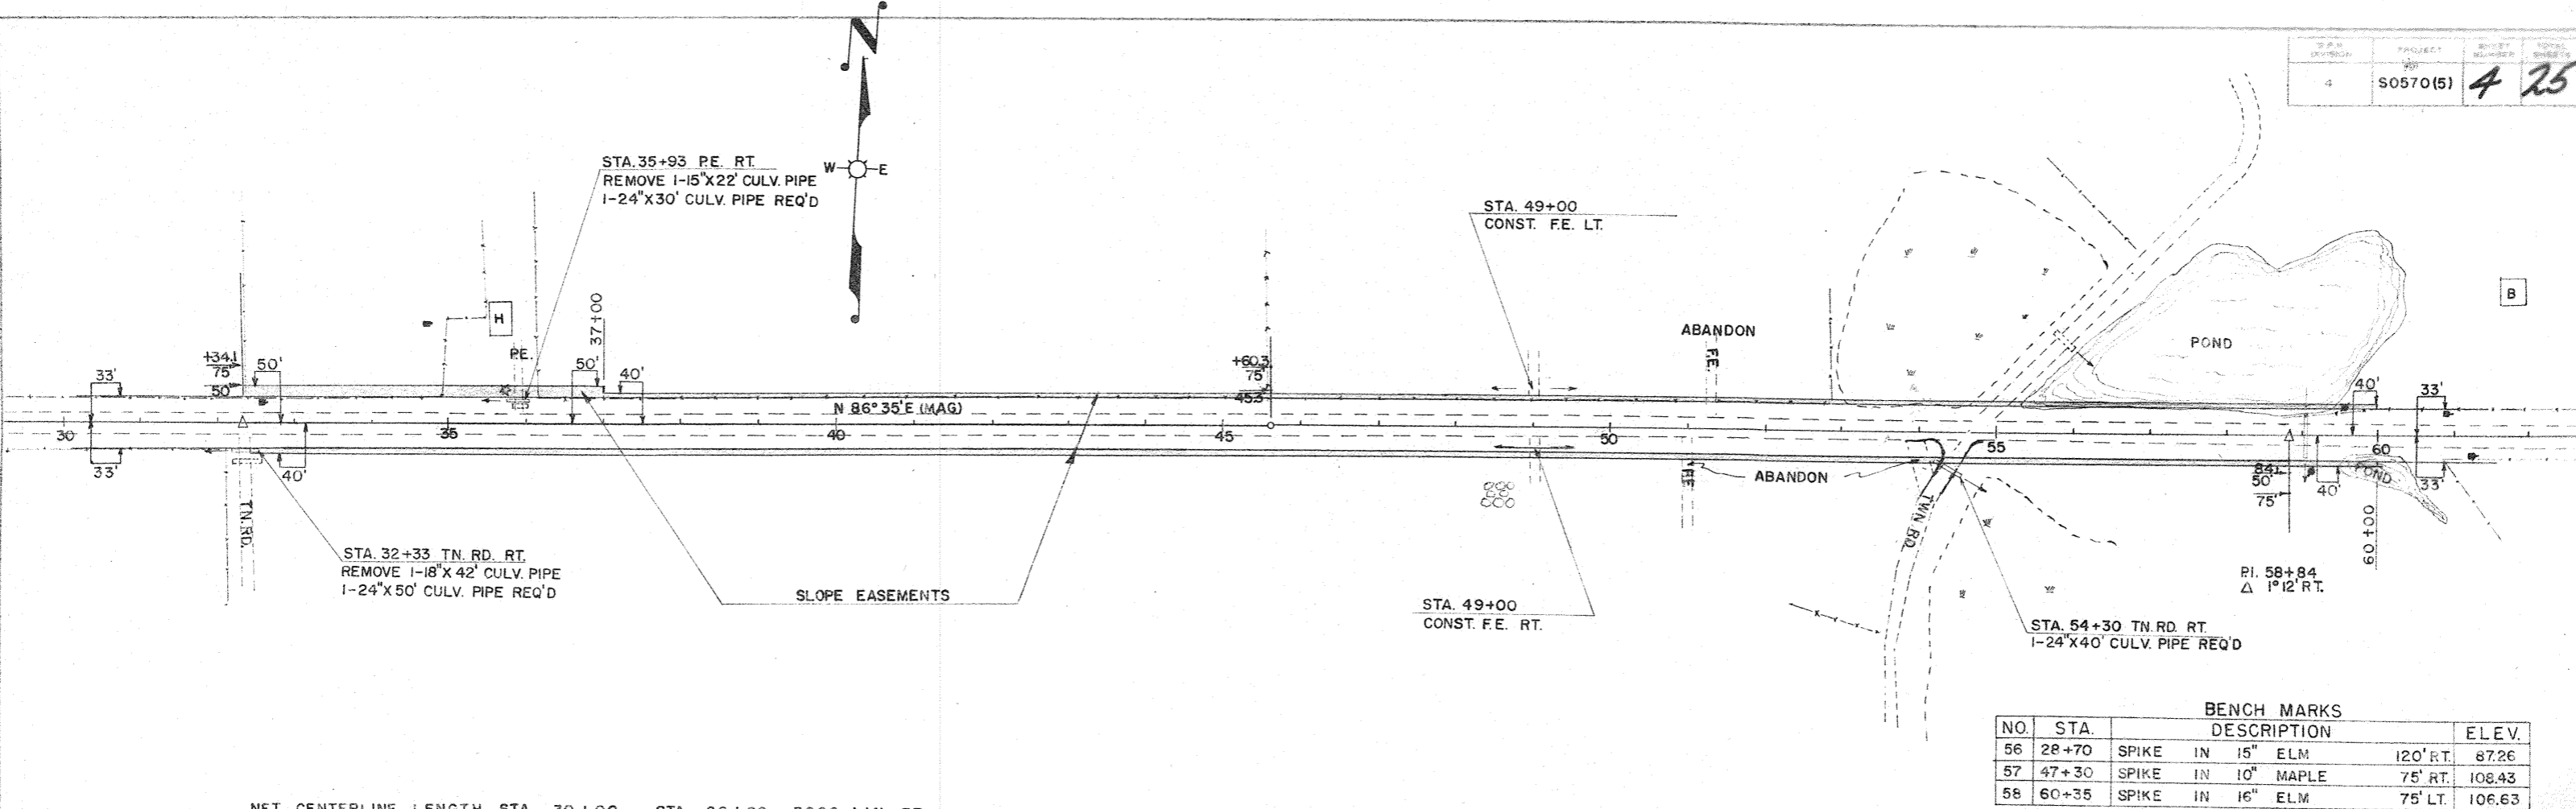 PROJECT
4 S0570(5) 4 25
N
W E
STA. 35+93 P.E. RT.
REMOVE 1-15"X22' CULV. PIPE
1-24"X30' CULV. PIPE REQ'D
STA. 49+00
CONST. F.E. LT.
H
P.E.
37+00
ABANDON
F.E.
POND
B
+34.1
75'
50'
50'
33'
50'
40'
+60.3
75'
45.3
40'
33'
N 86°35'E (MAG)
30
35
40
45
50
55
60
33'
40'
TN. RD.
F.E.
ABANDON
TWN RD.
84.1
50'
75'
40'
POND
33'
60+00
STA. 32+33 TN. RD. RT.
REMOVE 1-18"X 42' CULV. PIPE
1-24"X50' CULV. PIPE REQ'D
SLOPE EASEMENTS
STA. 49+00
CONST. F.E. RT.
P.I. 58+84
△ 1°12' RT.
STA. 54+30 TN. RD. RT.
1-24"X40' CULV. PIPE REQ'D
BENCH MARKS
NO. STA. DESCRIPTION ELEV.
56 28+70 SPIKE IN 15" ELM 120' RT. 87.26
57 47+30 SPIKE IN 10" MAPLE 75' RT. 108.43
58 60+35 SPIKE IN 16" ELM 75' LT. 106.63
NET CENTERLINE LENGTH STA.